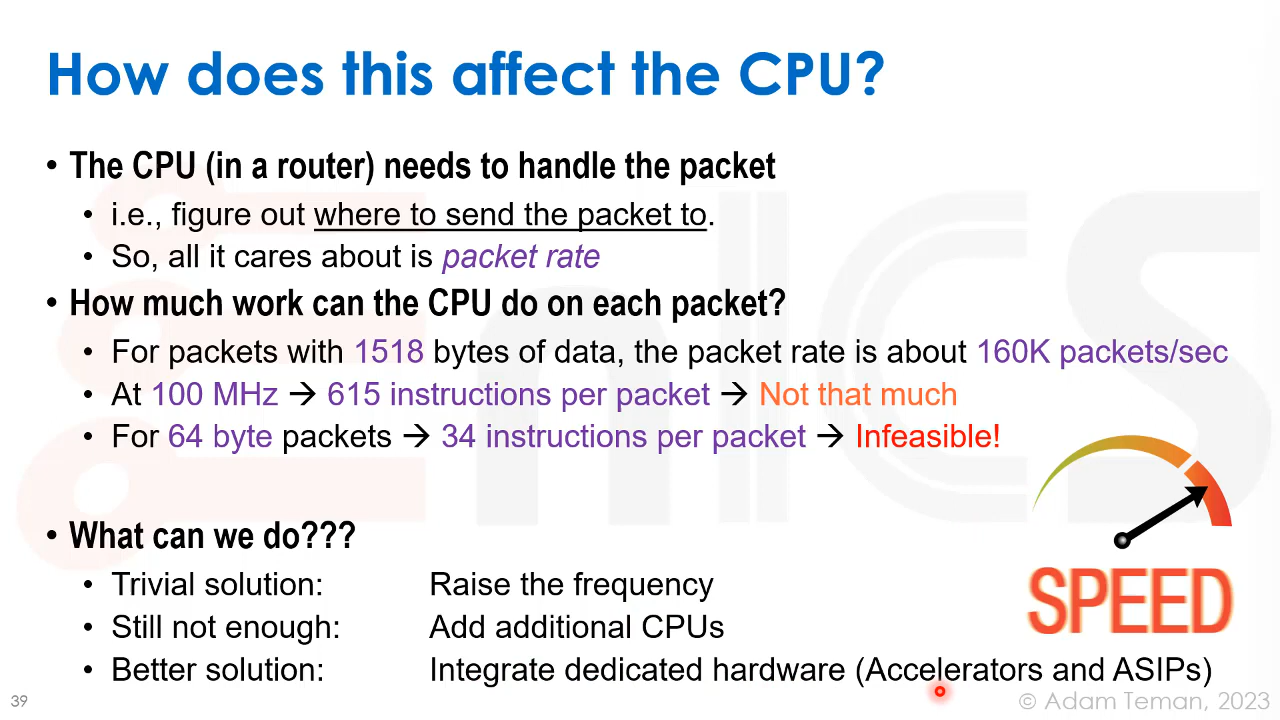 How does this affect the CPU?
• The CPU (in a router) needs to handle the packet
• i.e., figure out where to send the packet to.
• So, all it cares about is packet rate
• How much work can the CPU do on each packet?
• For packets with 1518 bytes of data, the packet rate is about 160K packets/sec
• At 100 MHz → 615 instructions per packet → Not that much
• For 64 byte packets → 34 instructions per packet → Infeasible!
• What can we do???
• Trivial solution: Raise the frequency
• Still not enough: Add additional CPUs
• Better solution: Integrate dedicated hardware (Accelerators and ASIPs)
SPEED
39
© Adam Teman, 2023
EnICS